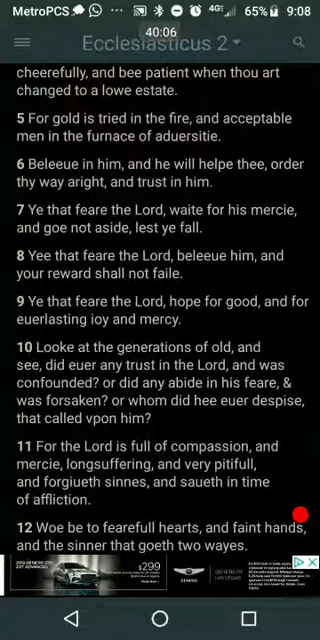 MetroPCS ... 4G 65% 9:08
40:06
Ecclesiasticus 2
cheerefully, and bee patient when thou art
changed to a lowe estate.
5 For gold is tried in the fire, and acceptable
men in the furnace of aduersitie.
6 Beleeue in him, and he will helpe thee, order
thy way aright, and trust in him.
7 Ye that feare the Lord, waite for his mercie,
and goe not aside, lest ye fall.
8 Yee that feare the Lord, beleeue him, and
your reward shall not faile.
9 Ye that feare the Lord, hope for good, and for
euerlasting ioy and mercy.
10 Looke at the generations of old, and
see, did euer any trust in the Lord, and was
confounded? or did any abide in his feare, &
was forsaken? or whom did hee euer despise,
that called vpon him?
11 For the Lord is full of compassion, and
mercie, longsuffering, and very pitifull,
and forgiueth sinnes, and saueth in time
of affliction.
12 Woe be to fearefull hearts, and faint hands,
and the sinner that goeth two wayes.
$299
GENESIS
GENESIS OF
LAS VEGAS